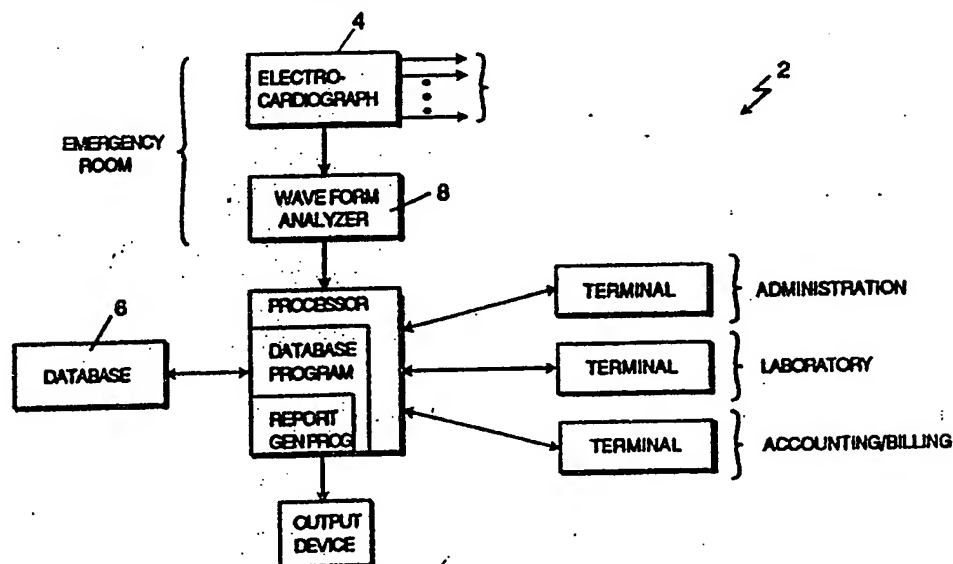 4
ELECTRO-
CARDIOGRAPH
2
EMERGENCY
ROOM
WAVE FORM
ANALYZER
8
PROCESSOR
TERMINAL
ADMINISTRATION
6
DATABASE
DATABASE
PROGRAM
TERMINAL
LABORATORY
REPORT
GEN PROG
TERMINAL
ACCOUNTING/BILLING
OUTPUT
DEVICE